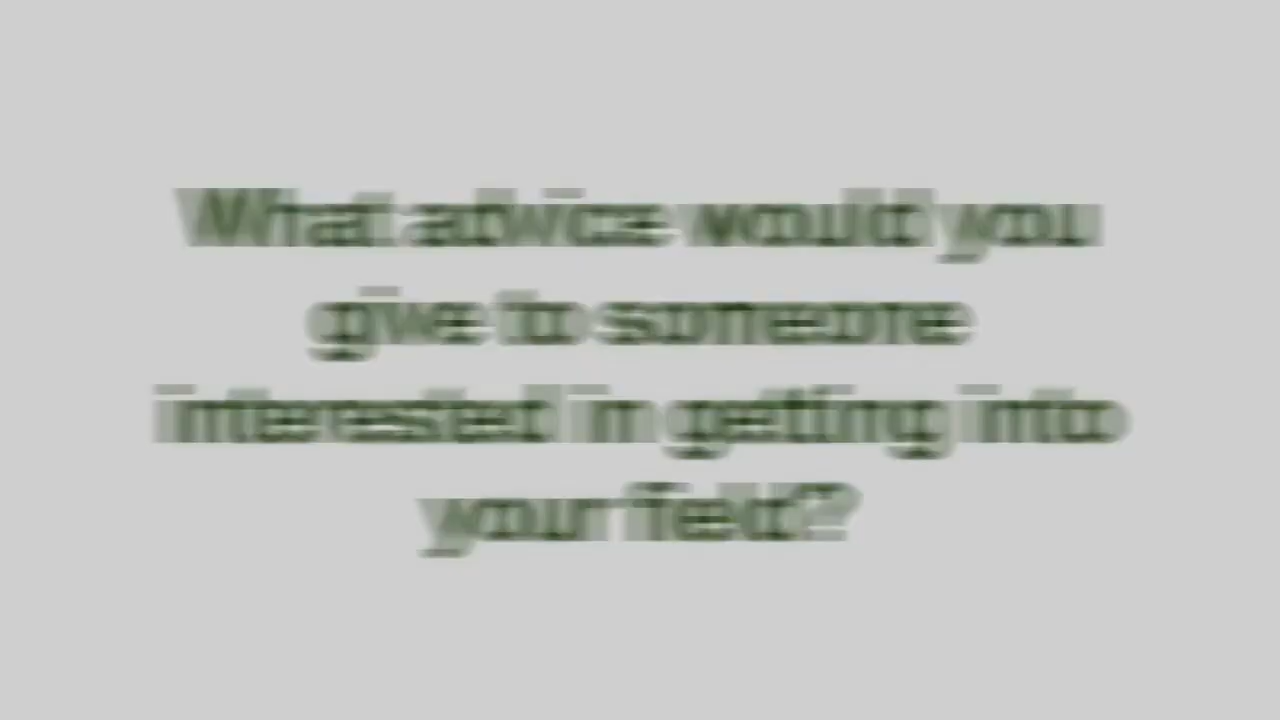 What advice would you
give to someone
interested in getting into
your field?